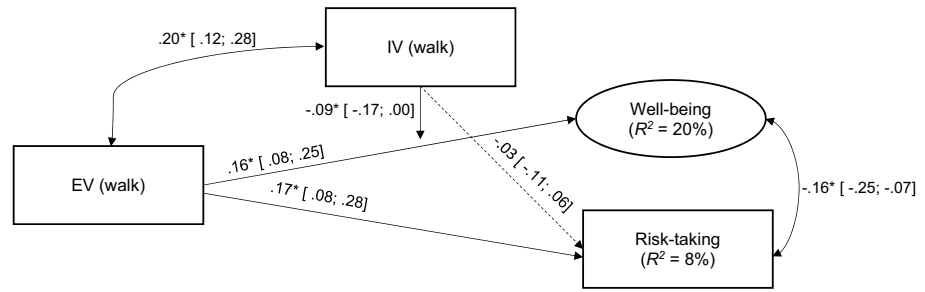 .20* [ .12; .28]
IV (walk)
-.09* [ -.17; .00]
Well-being
(R² = 20%)
EV (walk)
.16* [ .08; .25]
-.03 [ -.11; .06]
.17* [ .08; .28]
-.16* [ -.25; -.07]
Risk-taking
(R² = 8%)